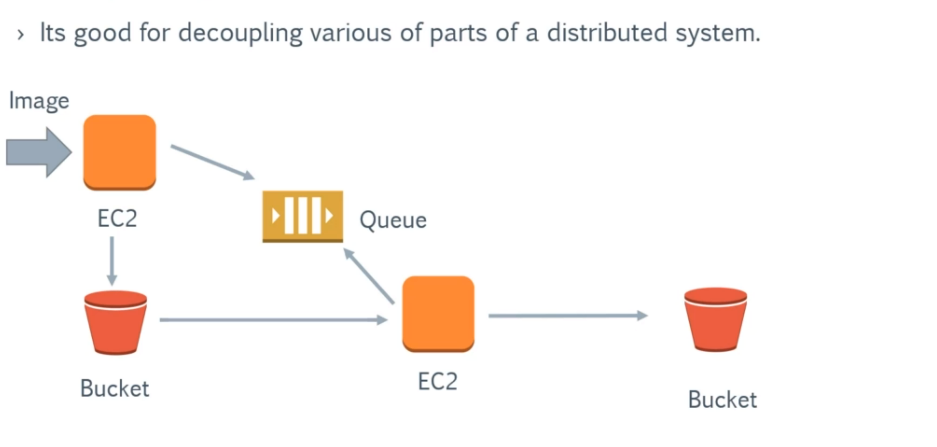 › Its good for decoupling various of parts of a distributed system.
Image
EC2
Queue
Bucket
EC2
Bucket